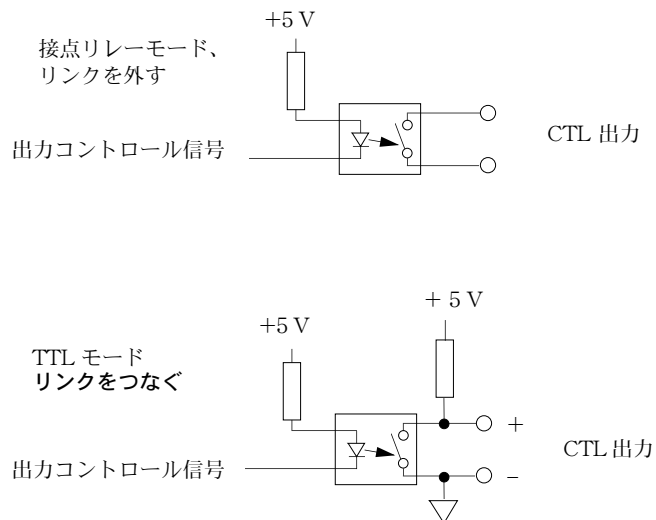 +5 V
接点リレーモード、
リンクを外す
CTL 出力
出力コントロール信号
+ 5 V
+5 V
TTL モード
リンクをつなぐ
+
CTL 出力
出力コントロール信号
−